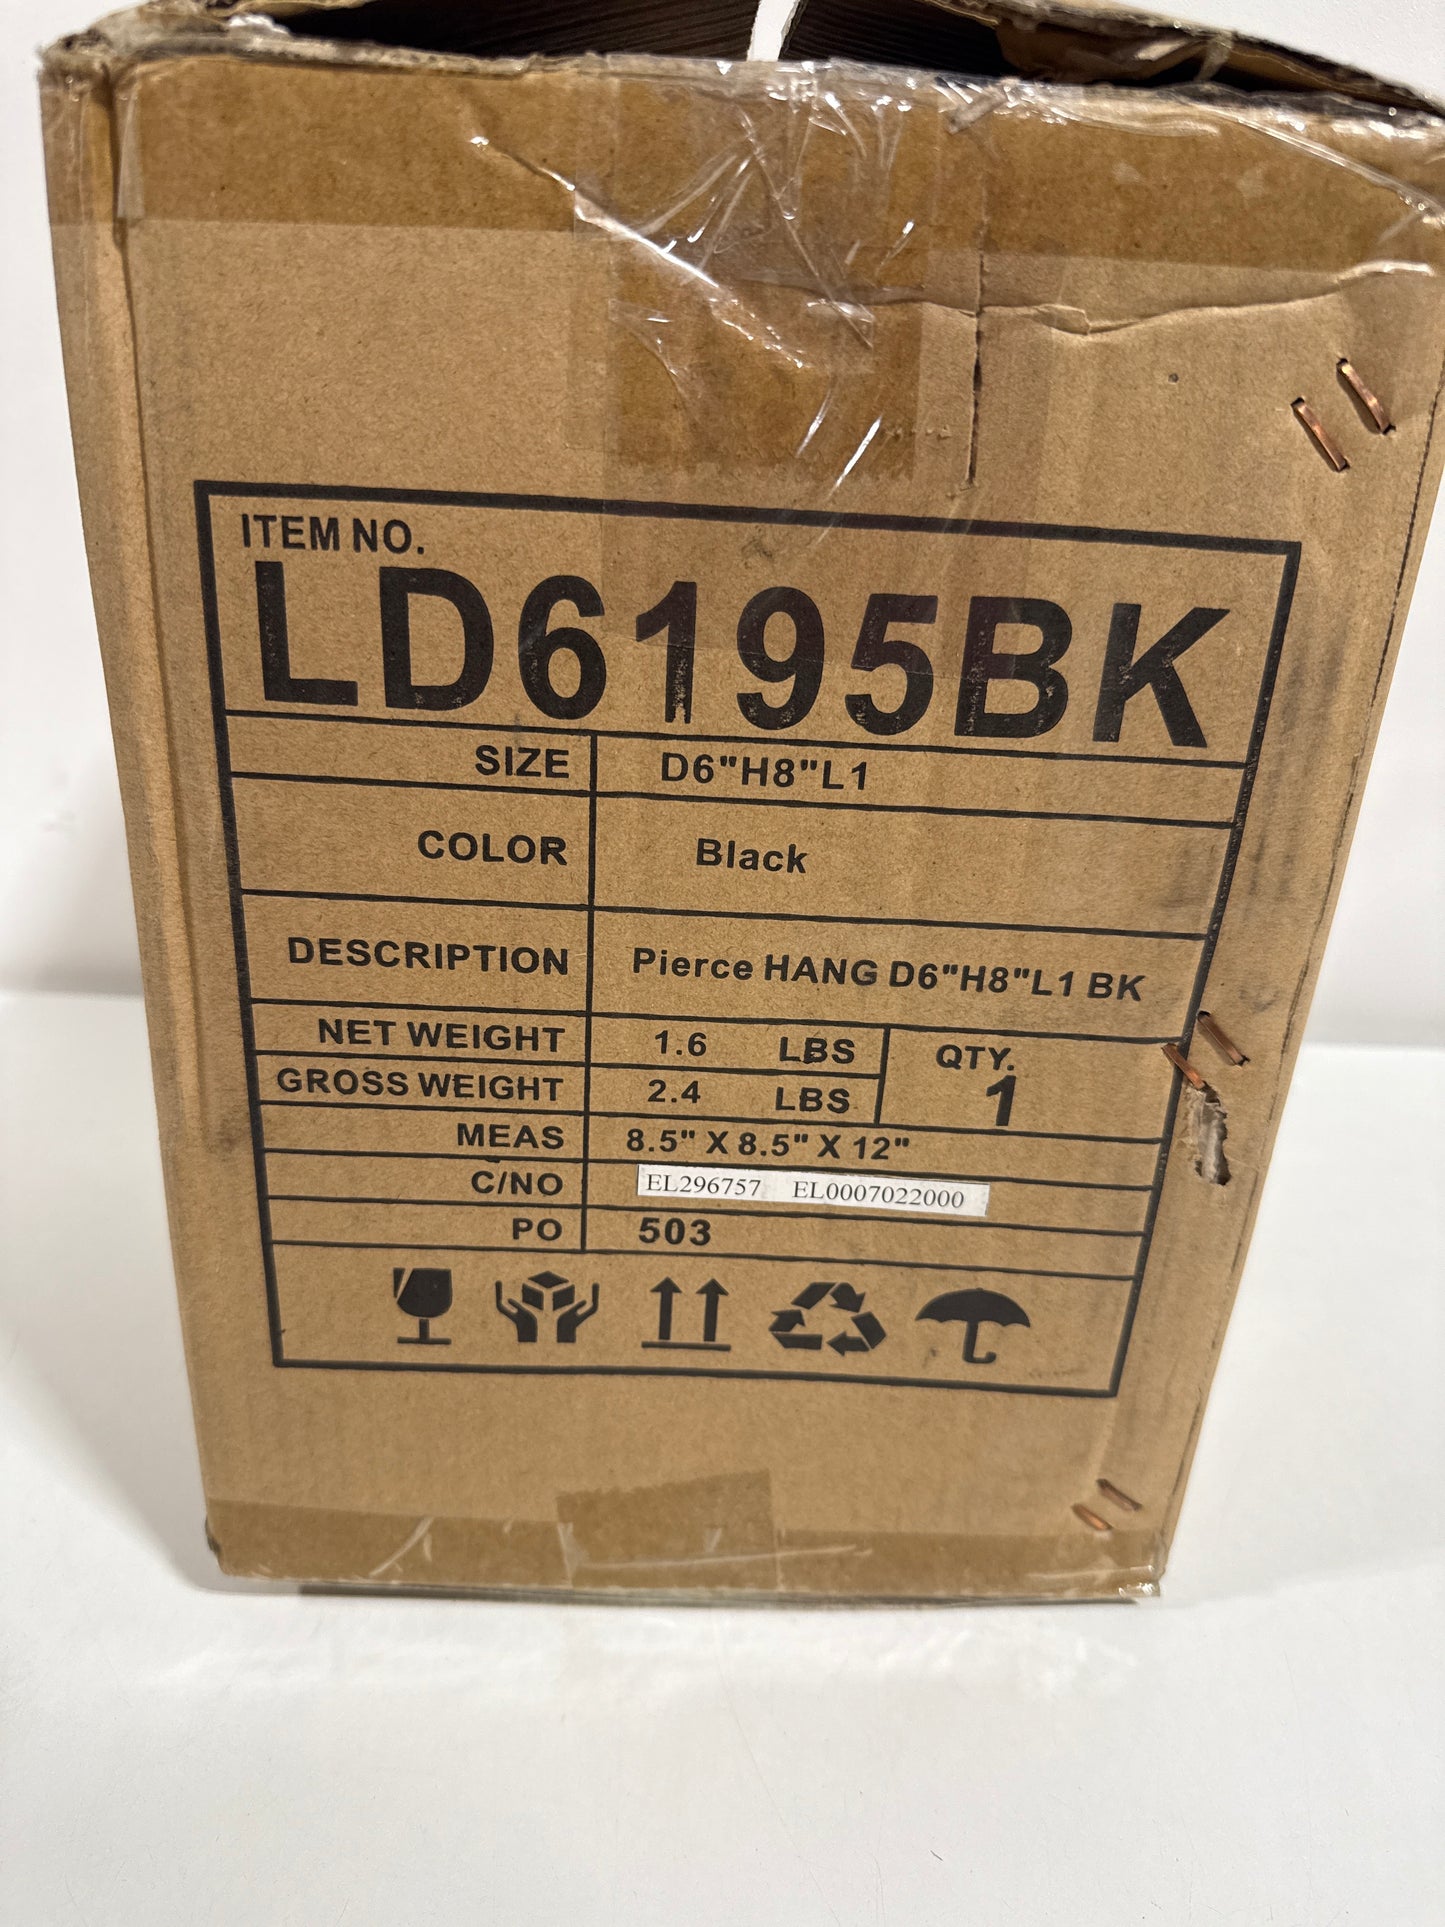 ITEM NO.
LD6195BK
SIZE D6"H8"L1
COLOR Black
DESCRIPTION Pierce HANG D6"H8"L1 BK
NET WEIGHT 1.6 LBS QTY.
GROSS WEIGHT 2.4 LBS 1
MEAS 8.5" X 8.5" X 12"
C/NO EL296757 EL0007022000
PO 503